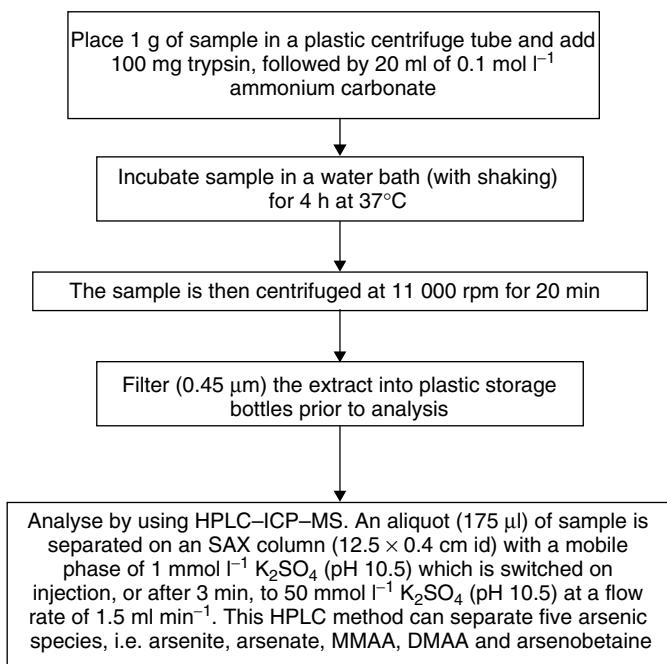 Place 1 g of sample in a plastic centrifuge tube and add
100 mg trypsin, followed by 20 ml of 0.1 mol l⁻¹
ammonium carbonate
Incubate sample in a water bath (with shaking)
for 4 h at 37°C
The sample is then centrifuged at 11 000 rpm for 20 min
Filter (0.45 μm) the extract into plastic storage
bottles prior to analysis
Analyse by using HPLC–ICP–MS. An aliquot (175 μl) of sample is
separated on an SAX column (12.5 × 0.4 cm id) with a mobile
phase of 1 mmol l⁻¹ K₂SO₄ (pH 10.5) which is switched on
injection, or after 3 min, to 50 mmol l⁻¹ K₂SO₄ (pH 10.5) at a flow
rate of 1.5 ml min⁻¹. This HPLC method can separate five arsenic
species, i.e. arsenite, arsenate, MMAA, DMAA and arsenobetaine